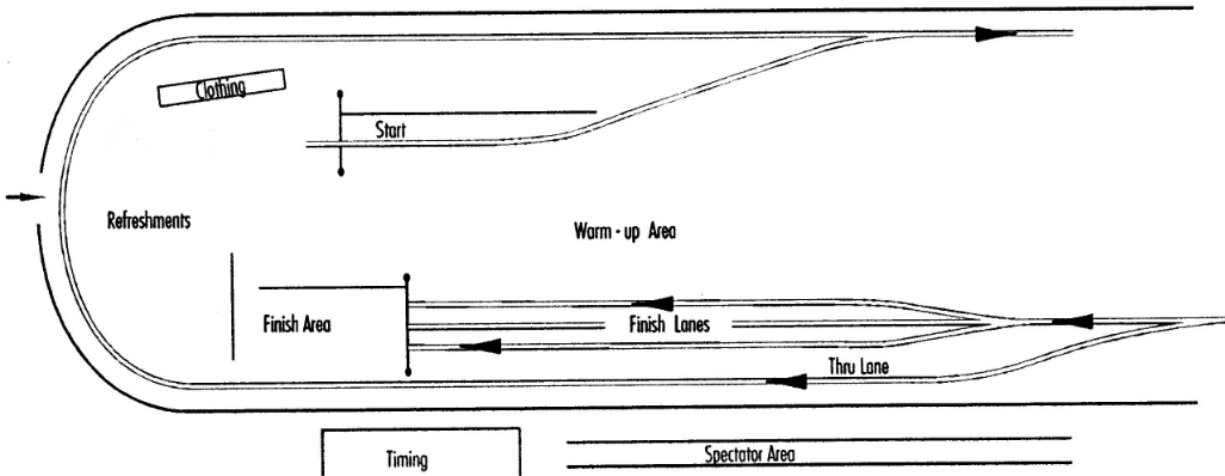 Clothing
Start
Refreshments
Warm - up Area
Finish Area
Finish Lanes
Thru Lane
Timing
Spectator Area